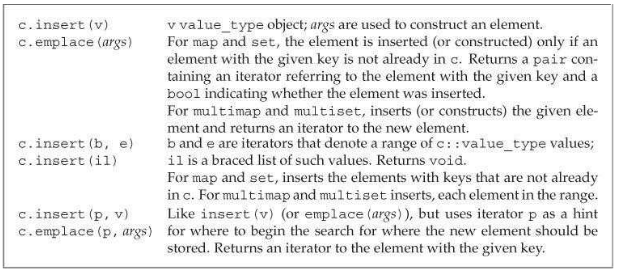 c.insert(v) v value_type object; args are used to construct an element.
c.emplace(args) For map and set, the element is inserted (or constructed) only if an
element with the given key is not already in c. Returns a pair con-
taining an iterator referring to the element with the given key and a
bool indicating whether the element was inserted.
For multimap and multiset, inserts (or constructs) the given ele-
ment and returns an iterator to the new element.
c.insert(b, e) b and e are iterators that denote a range of c::value_type values;
c.insert(il) il is a braced list of such values. Returns void.
For map and set, inserts the elements with keys that are not already
in c. For multimap and multiset inserts, each element in the range.
c.insert(p, v) Like insert(v) (or emplace(args)), but uses iterator p as a hint
c.emplace(p, args) for where to begin the search for where the new element should be
stored. Returns an iterator to the element with the given key.